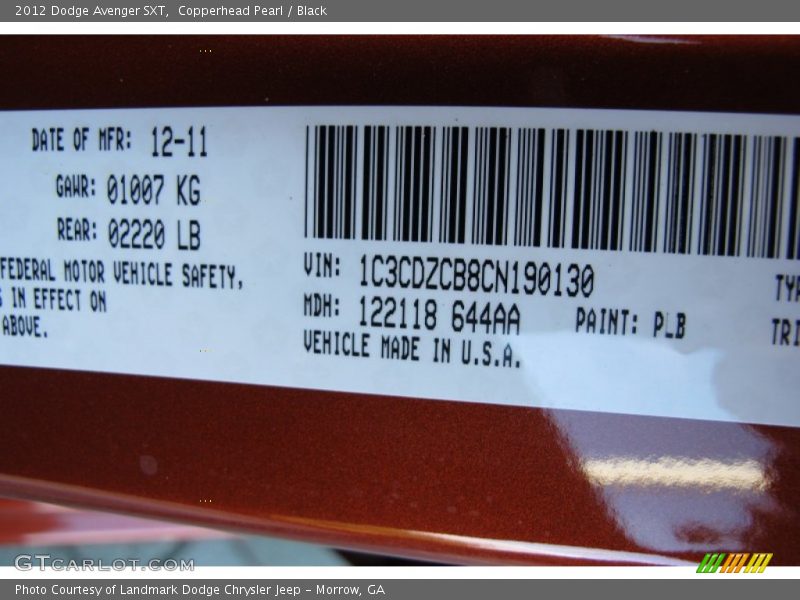 2012 Dodge Avenger SXT, Copperhead Pearl / Black
DATE OF MFR: 12-11
GAWR: 01007 KG
REAR: 02220 LB
FEDERAL MOTOR VEHICLE SAFETY,
IN EFFECT ON
ABOVE.
VIN: 1C3CDZCB8CN190130
MDH: 122118 644AA
PAINT: PLB
VEHICLE MADE IN U.S.A.
GTCARLOT.COM
Photo Courtesy of Landmark Dodge Chrysler Jeep - Morrow, GA